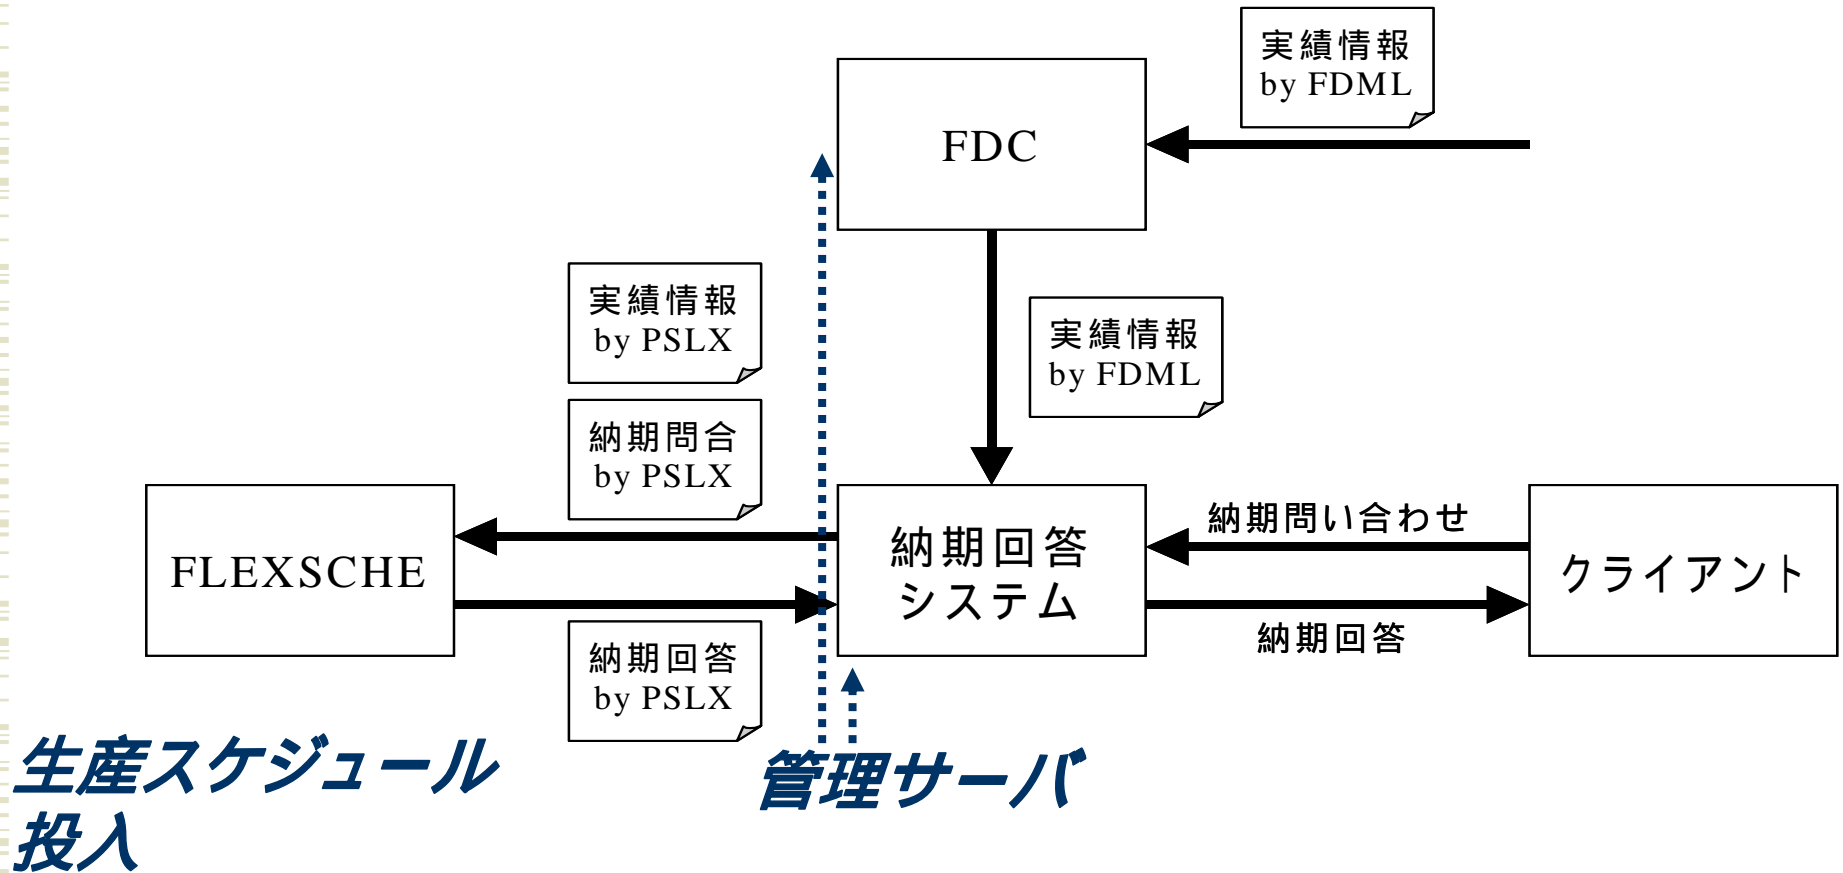 実績情報
by FDML
FDC
実績情報
by PSLX
実績情報
by FDML
納期問合
by PSLX
FLEXSCHE
納期回答
システム
納期問い合わせ
クライアント
納期回答
納期回答
by PSLX
生産スケジュール
投入
管理サーバ